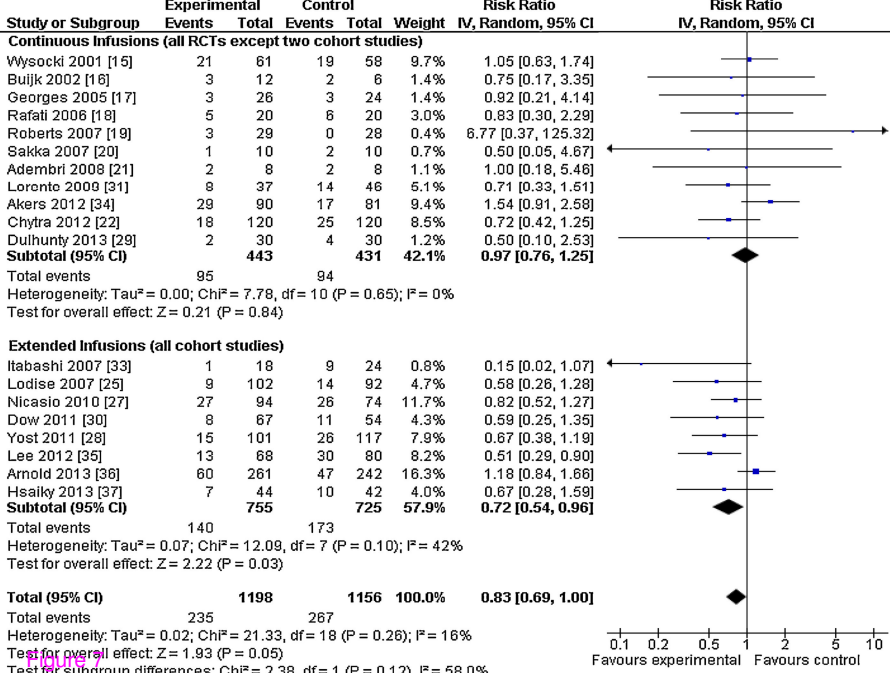 Experimental Control Risk Ratio Risk Ratio
Study or Subgroup Events Total Events Total Weight IV, Random, 95% CI IV, Random, 95% CI
Continuous Infusions (all RCTs except two cohort studies)
Wysocki 2001 [15] 21 61 19 58 9.7% 1.05 [0.63, 1.74]
Buijk 2002 [16] 3 12 2 6 1.4% 0.75 [0.17, 3.35]
Georges 2005 [17] 3 26 3 24 1.4% 0.92 [0.21, 4.14]
Rafati 2006 [18] 5 20 6 20 3.0% 0.83 [0.30, 2.29]
Roberts 2007 [19] 3 29 0 28 0.4% 6.77 [0.37, 125.32]
Sakka 2007 [20] 1 10 2 10 0.7% 0.50 [0.05, 4.67]
Adembri 2008 [21] 2 8 2 8 1.1% 1.00 [0.18, 5.46]
Lorente 2009 [31] 8 37 14 46 5.1% 0.71 [0.33, 1.51]
Akers 2012 [34] 29 90 17 81 9.4% 1.54 [0.91, 2.58]
Chytra 2012 [22] 18 120 25 120 8.5% 0.72 [0.42, 1.25]
Dulhunty 2013 [29] 2 30 4 30 1.2% 0.50 [0.10, 2.53]
Subtotal (95% CI) 443 431 42.1% 0.97 [0.76, 1.25]
Total events 95 94
Heterogeneity: Tau² = 0.00; Chi² = 7.78, df = 10 (P = 0.65); I² = 0%
Test for overall effect: Z = 0.21 (P = 0.84)
Extended Infusions (all cohort studies)
Itabashi 2007 [33] 1 18 9 24 0.8% 0.15 [0.02, 1.07]
Lodise 2007 [25] 9 102 14 92 4.7% 0.58 [0.26, 1.28]
Nicasio 2010 [27] 27 94 26 74 11.7% 0.82 [0.52, 1.27]
Dow 2011 [30] 8 67 11 54 4.3% 0.59 [0.25, 1.35]
Yost 2011 [28] 15 101 26 117 7.9% 0.67 [0.38, 1.19]
Lee 2012 [35] 13 68 30 80 8.2% 0.51 [0.29, 0.90]
Arnold 2013 [36] 60 261 47 242 16.3% 1.18 [0.84, 1.66]
Hsaiky 2013 [37] 7 44 10 42 4.0% 0.67 [0.28, 1.59]
Subtotal (95% CI) 755 725 57.9% 0.72 [0.54, 0.96]
Total events 140 173
Heterogeneity: Tau² = 0.07; Chi² = 12.09, df = 7 (P = 0.10); I² = 42%
Test for overall effect: Z = 2.22 (P = 0.03)
Total (95% CI) 1198 1156 100.0% 0.83 [0.69, 1.00]
Total events 235 267
Heterogeneity: Tau² = 0.02; Chi² = 21.33, df = 18 (P = 0.26); I² = 16%
Test for overall effect: Z = 1.93 (P = 0.05)
Test for subgroup differences: Chi² = 2.38, df = 1 (P = 0.12), I² = 58.0%
0.1 0.2 0.5 1 2 5 10
Favours experimental Favours control
Figure 7